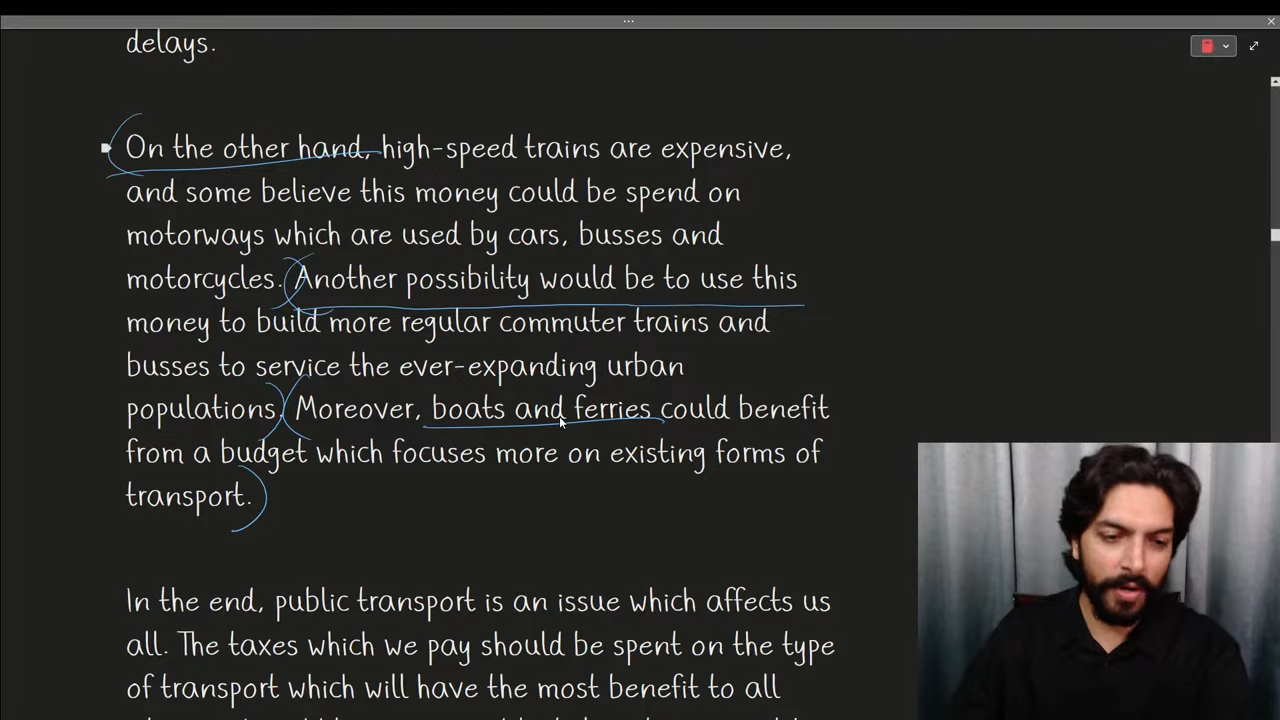 delays.
On the other hand, high-speed trains are expensive,
and some believe this money could be spend on
motorways which are used by cars, busses and
motorcycles. Another possibility would be to use this
money to build more regular commuter trains and
busses to service the ever-expanding urban
populations. Moreover, boats and ferries could benefit
from a budget which focuses more on existing forms of
transport.
In the end, public transport is an issue which affects us
all. The taxes which we pay should be spent on the type
of transport which will have the most benefit to all